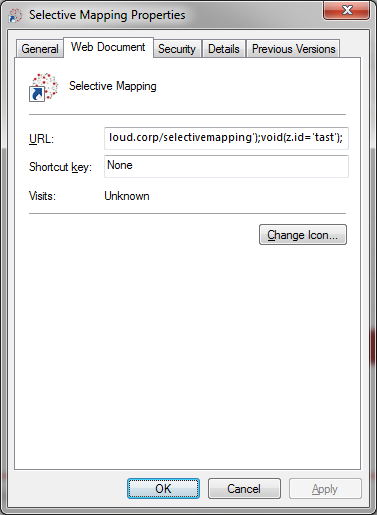 Selective Mapping Properties
General
Web Document
Security
Details
Previous Versions
Selective Mapping
URL:
loud.corp/selectivemapping');void(z.id='tast');
Shortcut key:
None
Visits:
Unknown
Change Icon...
OK
Cancel
Apply